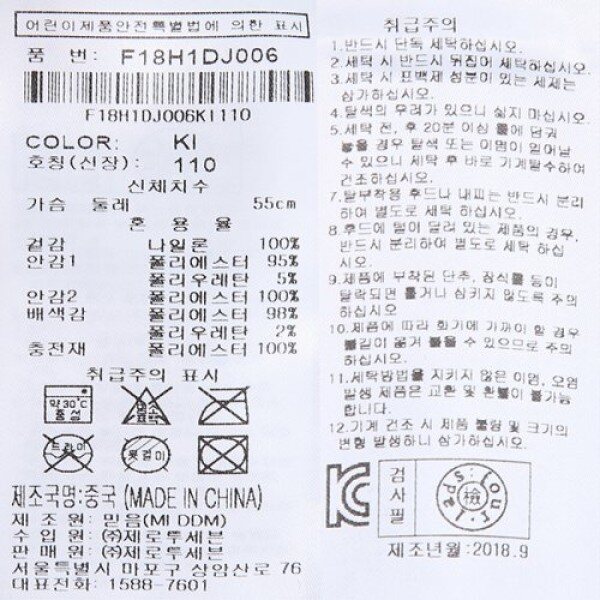 어린이제품안전특별법에 의한 표시
품 번: F18H1DJ006
F18H1DJ006KI110
COLOR: KI
호칭(신장): 110
신체치수
가슴 둘레 55cm
혼 용 율
겉감 나일론 100%
안감1 폴리에스터 95%
폴리우레탄 5%
안감2 폴리에스터 100%
배색감 폴리에스터 98%
폴리우레탄 2%
충전재 폴리에스터 100%
취급주의 표시
약30℃
중성
염소
표백
드라이
옷걸이
제조국명:중국 (MADE IN CHINA)
제 조 원: 믿음(MI DDM)
수 입 원: ㈜제로투세븐
판 매 원: ㈜제로투세븐
서울특별시 마포구 상암산로 76
대표전화: 1588-7601
취급주의
1.반드시 단독 세탁하십시오.
2.세탁 시 반드시 뒤집어 세탁하십시오.
3.세탁 시 표백제 성분이 있는 세제는
삼가하십시오.
4.탈색의 우려가 있으니 삶지 마십시오.
5.세탁 전, 후 20분 이상 물에 담궈
놓을 경우 탈색 또는 이염이 일어날
수 있으니 세탁 후 바로 기계탈수하여
건조하십시오.
7.탈부착용 후드나 내피는 반드시 분리
하여 별도로 세탁 하십시오.
8.후드에 털이 달려 있는 제품의 경우,
반드시 분리하여 별도로 세탁 하십
시오.
9.제품에 부착된 단추, 장식물 등이
탈락되면 물거나 삼키지 않도록 주의
하십시오
10.제품에 따라 화기에 가까이 할 경우
불길이 옮겨 붙을 수 있으므로 주의
하십시오.
11.세탁방법을 지키지 않은 이염, 오염
발생 제품은 교환 및 환불이 불가능
합니다.
12.기계 건조 시 제품 뭉침 및 크기의
변형 발생하니 삼가하십시오.
검
사
필
檢
제조년월:2018.9